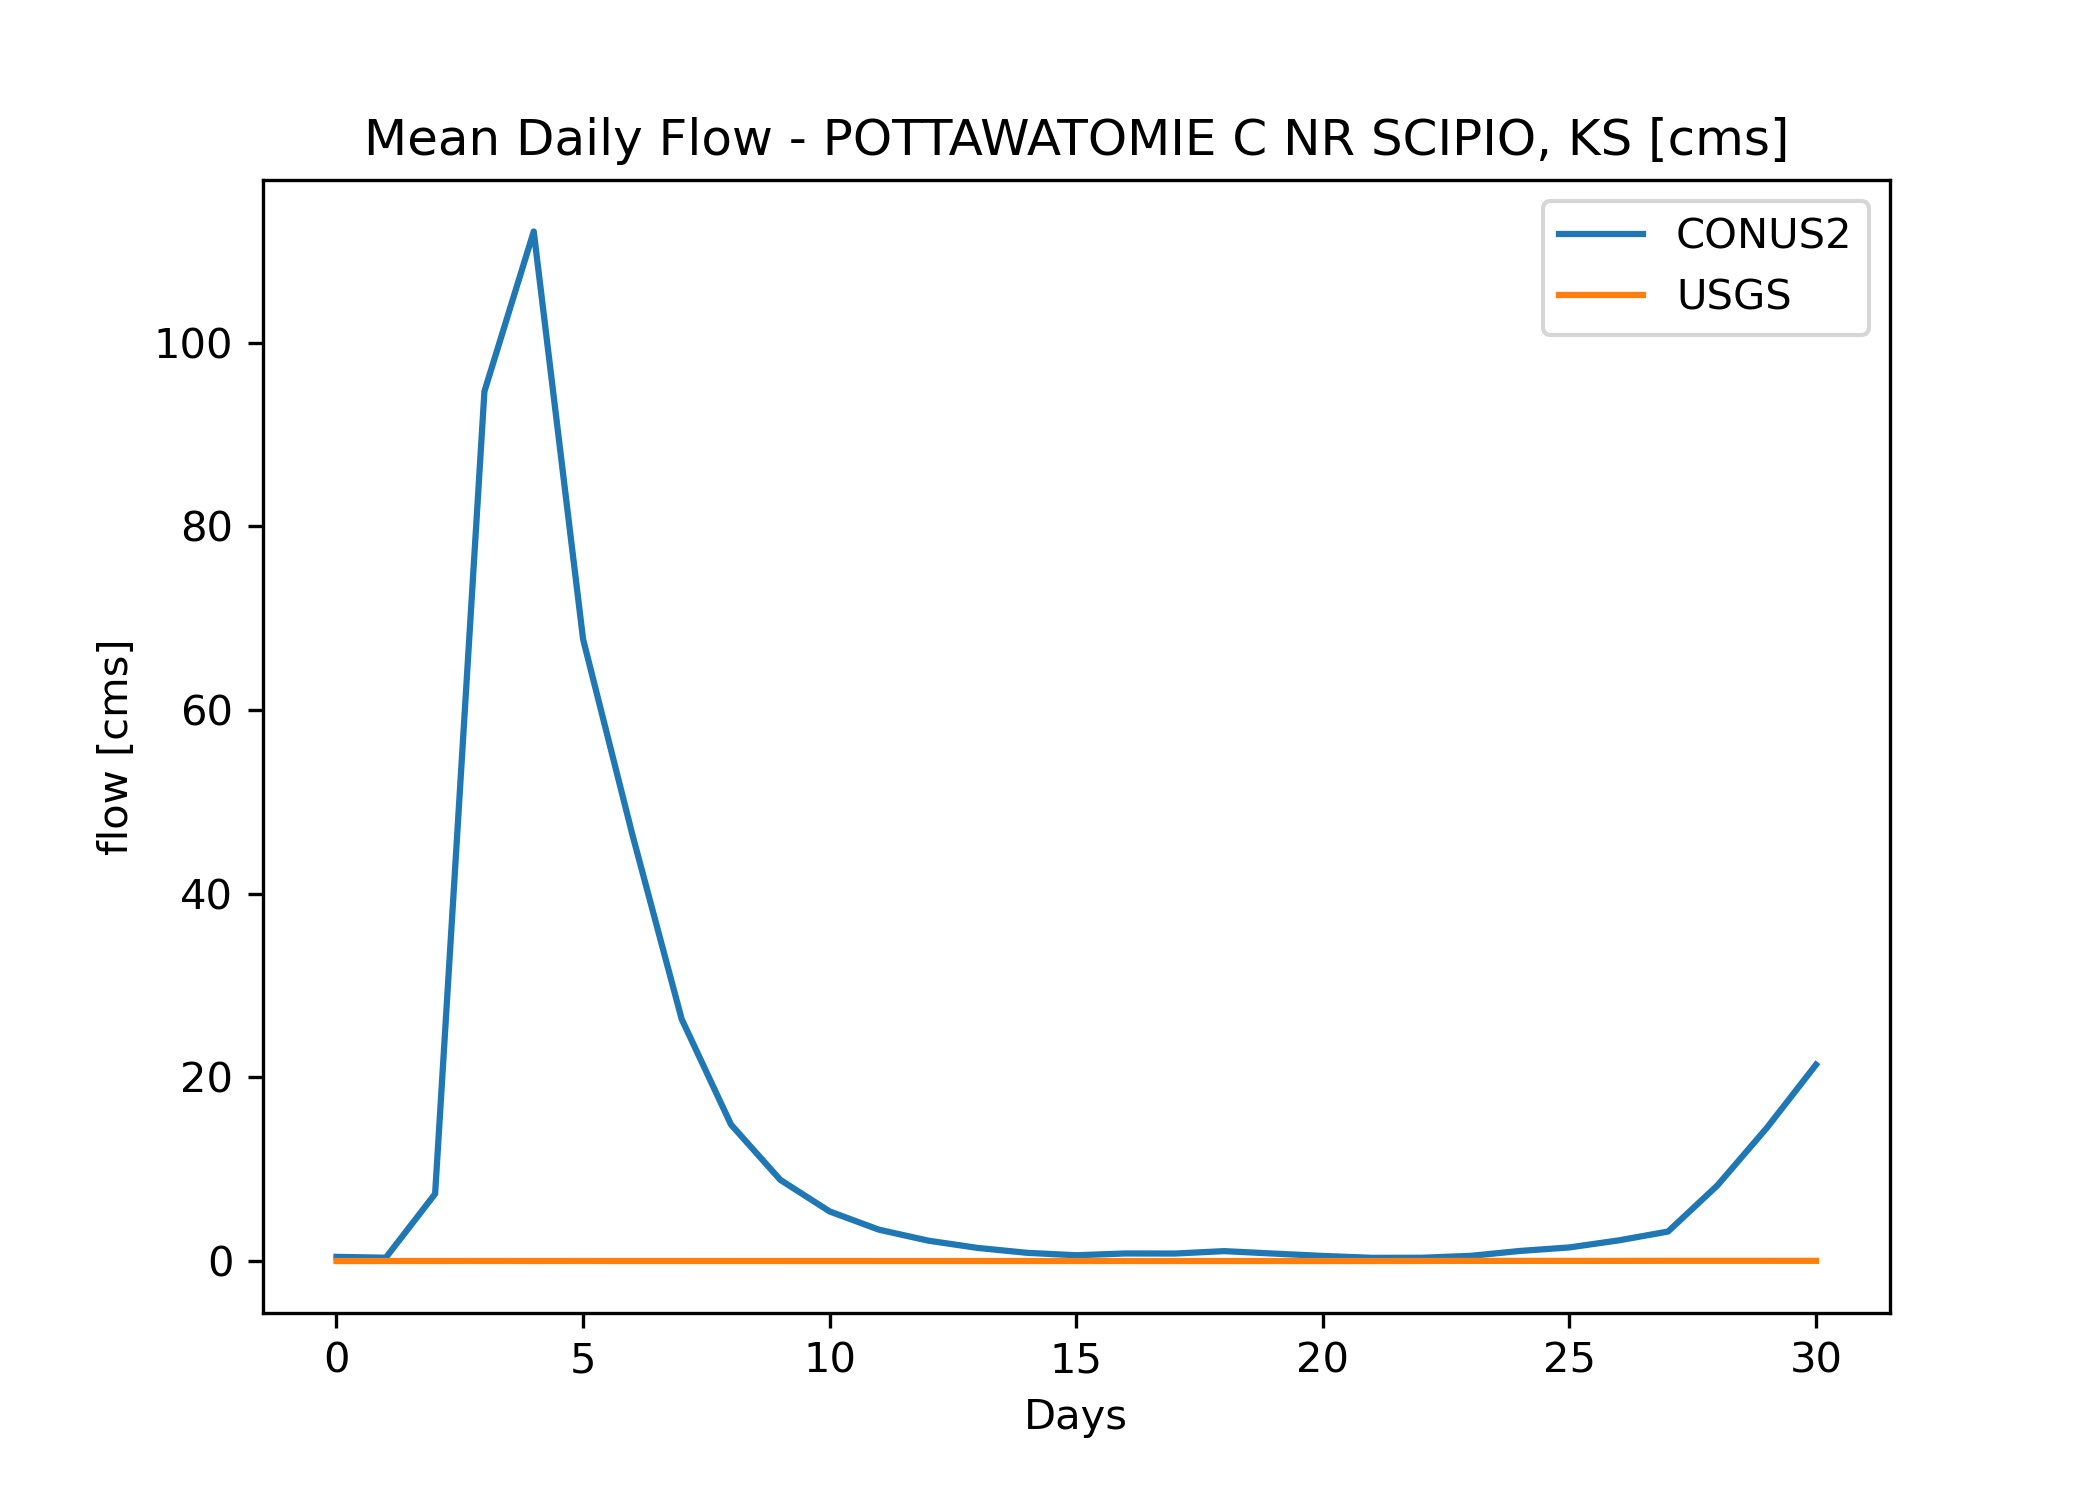 Mean Daily Flow - POTTAWATOMIE C NR SCIPIO, KS [cms]
CONUS2
USGS
100
80
60
40
20
0
flow [cms]
0 5 10 15 20 25 30
Days